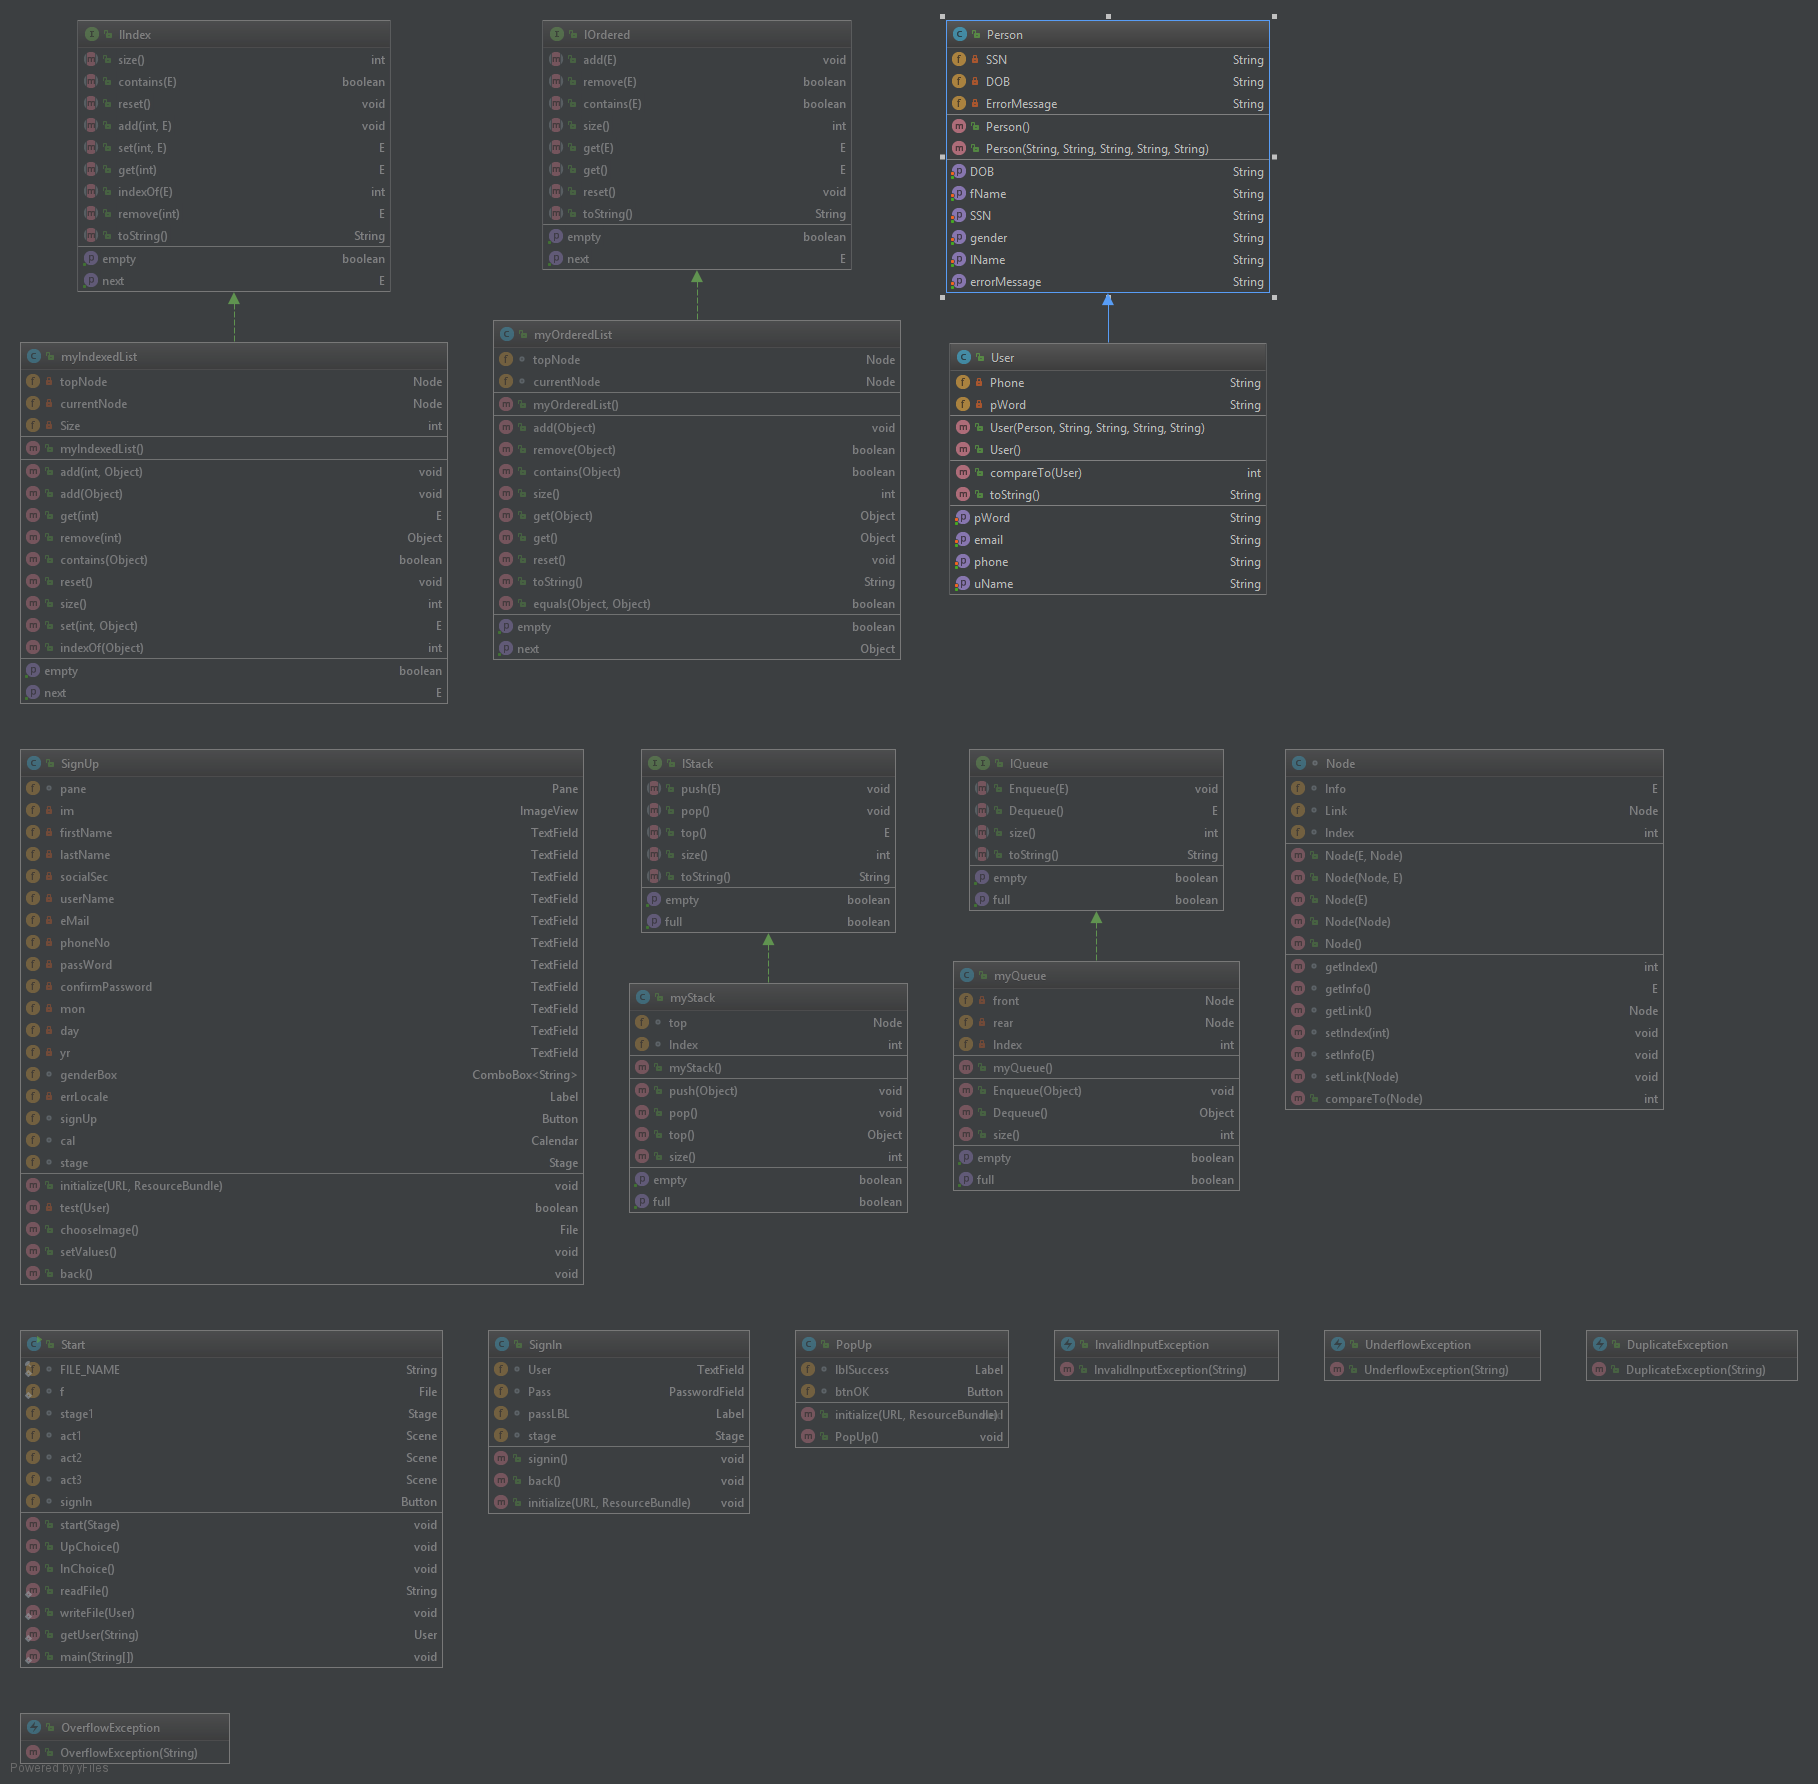 IIndex
size() int
contains(E) boolean
reset() void
add(int, E) void
set(int, E) E
get(int) E
indexOf(E) int
remove(int) E
toString() String
empty boolean
next E
IOrdered
add(E) void
remove(E) boolean
contains(E) boolean
size() int
get(E) E
get() E
reset() void
toString() String
empty boolean
next E
Person
SSN String
DOB String
ErrorMessage String
Person()
Person(String, String, String, String, String)
DOB String
fName String
SSN String
gender String
lName String
errorMessage String
myIndexedList
topNode Node
currentNode Node
Size int
myIndexedList()
add(int, Object) void
add(Object) void
get(int) E
remove(int) Object
contains(Object) boolean
reset() void
size() int
set(int, Object) E
indexOf(Object) int
empty boolean
next E
myOrderedList
topNode Node
currentNode Node
myOrderedList()
add(Object) void
remove(Object) boolean
contains(Object) boolean
size() int
get(Object) Object
get() Object
reset() void
toString() String
equals(Object, Object) boolean
empty boolean
next Object
User
Phone String
pWord String
User(Person, String, String, String, String)
User()
compareTo(User) int
toString() String
pWord String
email String
phone String
uName String
SignUp
pane Pane
im ImageView
firstName TextField
lastName TextField
socialSec TextField
userName TextField
eMail TextField
phoneNo TextField
passWord TextField
confirmPassword TextField
mon TextField
day TextField
yr TextField
genderBox ComboBox<String>
errLocale Label
signUp Button
cal Calendar
stage Stage
initialize(URL, ResourceBundle) void
test(User) boolean
chooseImage() File
setValues() void
back() void
IStack
push(E) void
pop() void
top() E
size() int
toString() String
empty boolean
full boolean
myStack
top Node
Index int
myStack()
push(Object) void
pop() void
top() Object
size() int
empty boolean
full boolean
IQueue
Enqueue(E) void
Dequeue() E
size() int
toString() String
empty boolean
full boolean
myQueue
front Node
rear Node
Index int
myQueue()
Enqueue(Object) void
Dequeue() Object
size() int
empty boolean
full boolean
Node
Info E
Link Node
Index int
Node(E, Node)
Node(Node, E)
Node(E)
Node(Node)
Node()
getIndex() int
getInfo() E
getLink() Node
setIndex(int) void
setInfo(E) void
setLink(Node) void
compareTo(Node) int
Start
FILE_NAME String
f File
stage1 Stage
act1 Scene
act2 Scene
act3 Scene
signIn Button
start(Stage) void
UpChoice() void
InChoice() void
readFile() String
writeFile(User) void
getUser(String) User
main(String[]) void
SignIn
User TextField
Pass PasswordField
passLBL Label
stage Stage
signin() void
back() void
initialize(URL, ResourceBundle) void
PopUp
lblSuccess Label
btnOK Button
initialize(URL, ResourceBundle)
PopUp() void
InvalidInputException
InvalidInputException(String)
UnderflowException
UnderflowException(String)
DuplicateException
DuplicateException(String)
OverflowException
OverflowException(String)
Powered by yFiles